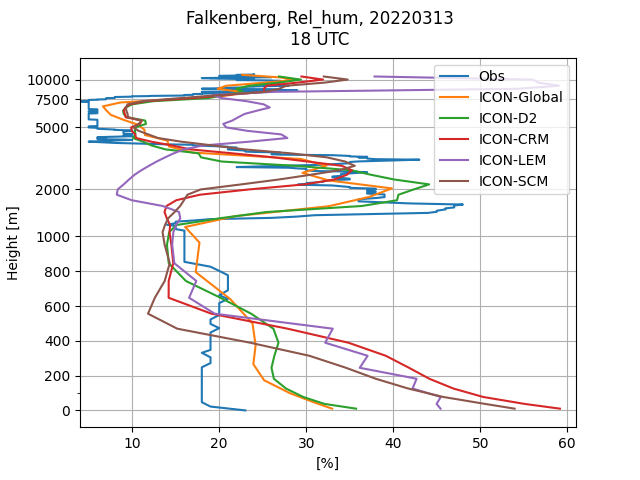 Falkenberg, Rel_hum, 20220313
18 UTC
Obs
ICON-Global
ICON-D2
ICON-CRM
ICON-LEM
ICON-SCM
Height [m]
10000
7500
5000
2000
1000
800
600
400
200
0
10 20 30 40 50 60
[%]